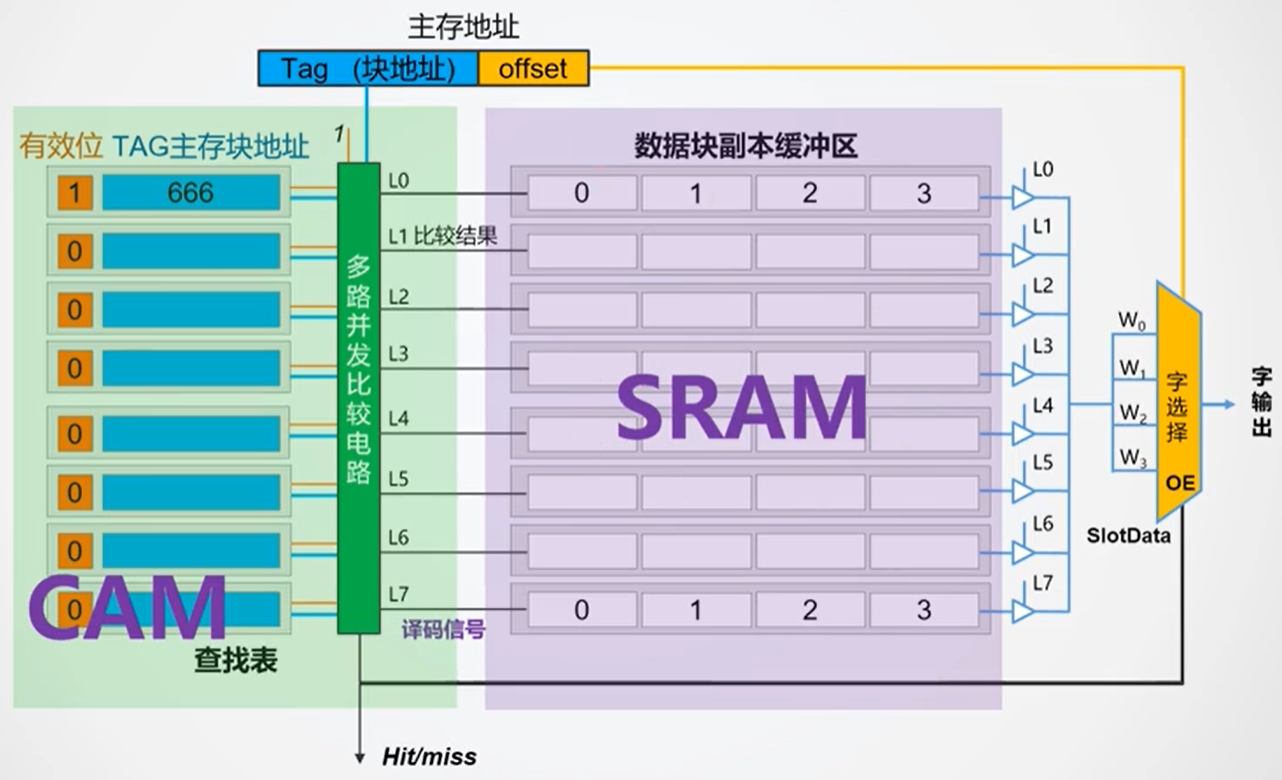 主存地址
Tag (块地址) offset
有效位 TAG主存块地址
1
数据块副本缓冲区
1 666
0
0
0
0
0
0
0
多路并发比较电路
L0
L1 比较结果
L2
L3
L4
L5
L6
L7
译码信号
CAM
查找表
0 1 2 3
SRAM
0 1 2 3
L0
L1
L2
L3
L4
L5
L6
L7
W0
W1
W2
W3
字选择
OE
SlotData
字输出
Hit/miss